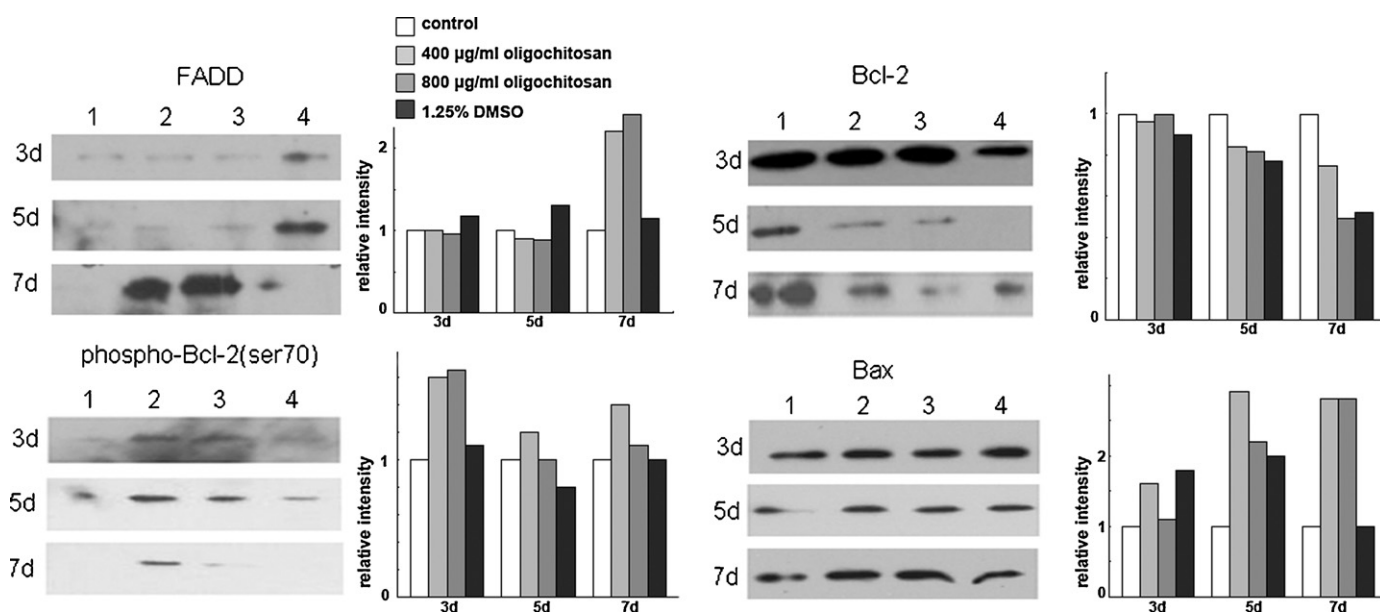 control
400 µg/ml oligochitosan
800 µg/ml oligochitosan
1.25% DMSO
FADD
1 2 3 4
3d
5d
7d
relative intensity
2
1
0
3d 5d 7d
Bcl-2
1 2 3 4
3d
5d
7d
relative intensity
1
1
0
3d 5d 7d
phospho-Bcl-2(ser70)
1 2 3 4
3d
5d
7d
relative intensity
1
0
3d 5d 7d
Bax
1 2 3 4
3d
5d
7d
relative intensity
2
1
0
3d 5d 7d